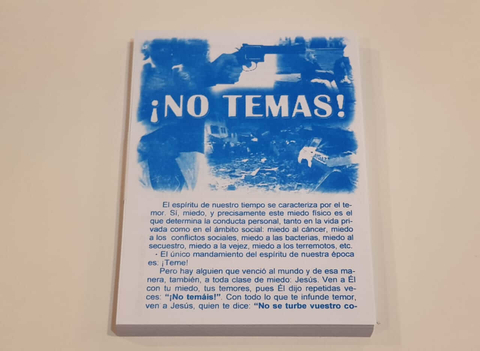 ¡NO TEMAS!
El espíritu de nuestro tiempo se caracteriza por el te-
mor. Sí, miedo, y precisamente este miedo físico es el
que determina la conducta personal, tanto en la vida pri-
vada como en el ámbito social: miedo al cáncer, miedo
a los conflictos sociales, miedo a las bacterias, miedo al
secuestro, miedo a la vejez, miedo a los terremotos, etc.
- El único mandamiento del espíritu de nuestra época
es. ¡Teme!
Pero hay alguien que venció al mundo y de esa ma-
nera, también, a toda clase de miedo: Jesús. Ven a Él
con tu miedo, tus temores, pues Él dijo repetidas ve-
ces: “¡No temáis!”. Con todo lo que te infunde temor,
ven a Jesús, quien te dice: “No se turbe vuestro co-